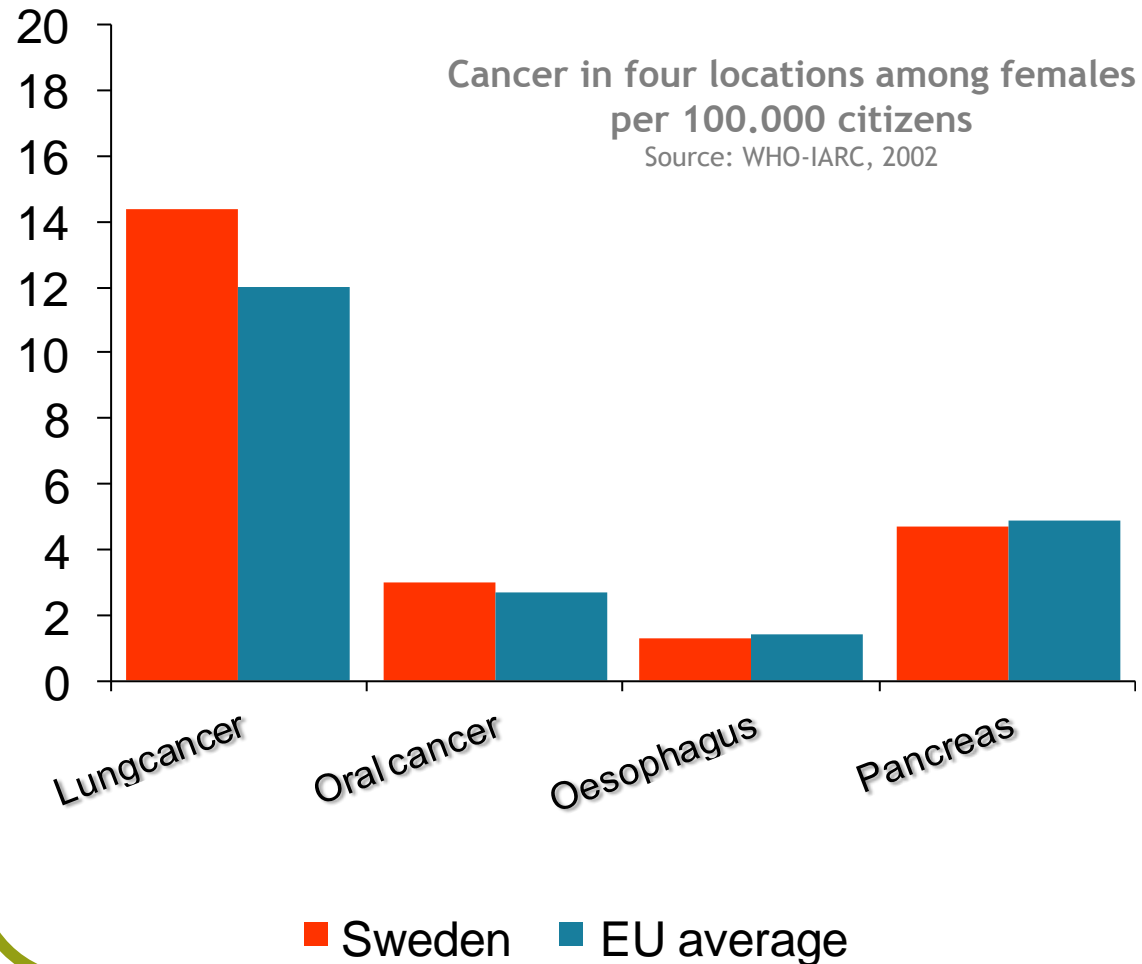 Cancer in four locations among females
per 100.000 citizens
Source: WHO-IARC, 2002
20
18
16
14
12
10
8
6
4
2
0
Lungcancer
Oral cancer
Oesophagus
Pancreas
Sweden
EU average